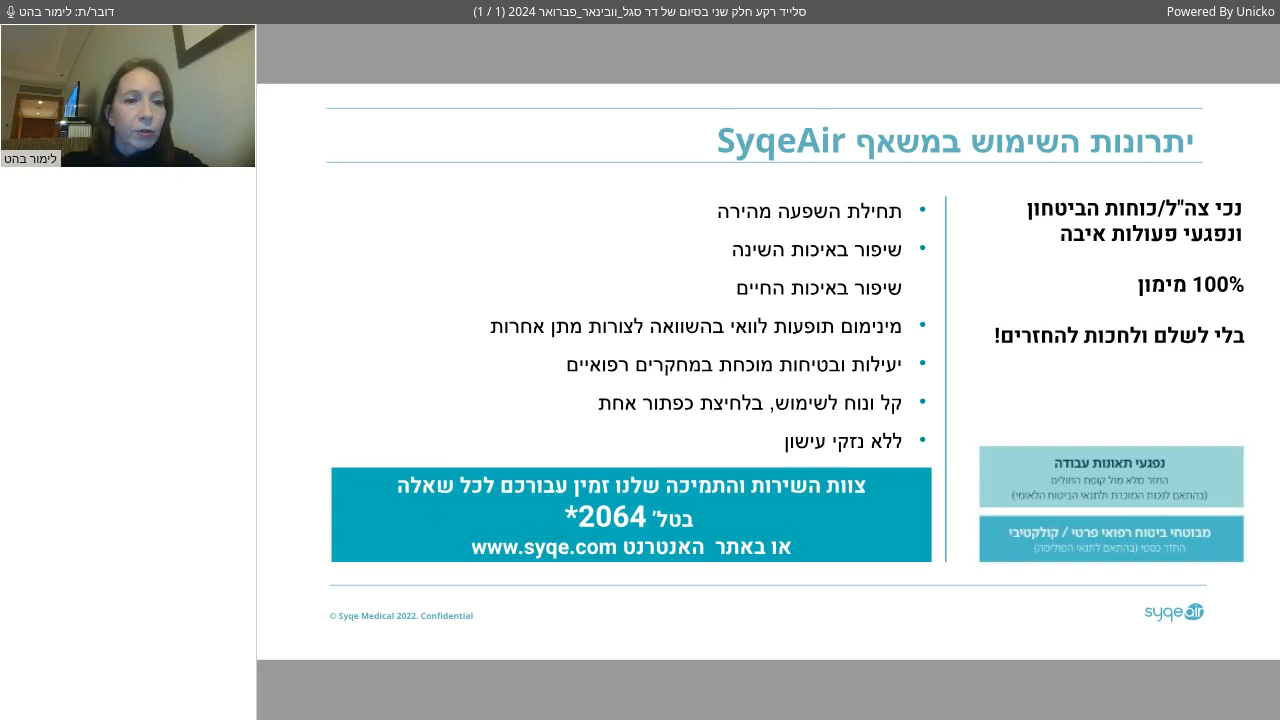 דובר/ת: לימור בהט
סלייד רקע חלק שני בסיום של דר סגל_וובינאר_פברואר 2024 (1 / 1)
Powered By Unicko
לימור בהט
יתרונות השימוש במשאף SyqeAir
נכי צה"ל/כוחות הביטחון
ונפגעי פעולות איבה
100% מימון
בלי לשלם ולחכות להחזרים!
• תחילת השפעה מהירה
• שיפור באיכות השינה
שיפור באיכות החיים
• מינימום תופעות לוואי בהשוואה לצורות מתן אחרות
• יעילות ובטיחות מוכחת במחקרים רפואיים
• קל ונוח לשימוש, בלחיצת כפתור אחת
• ללא נזקי עישון
נפגעי תאונות עבודה
החזר מלא מול קופת החולים
(בהתאם לנכות המוכרת ולתנאי הביטוח הלאומי)
מבוטחי ביטוח רפואי פרטי / קולקטיבי
החזר כספי (בהתאם לתנאי הפוליסה)
צוות השירות והתמיכה שלנו זמין עבורכם לכל שאלה
בטל' 2064*
או באתר האנטרנט www.syqe.com
© Syqe Medical 2022. Confidential
syqeair